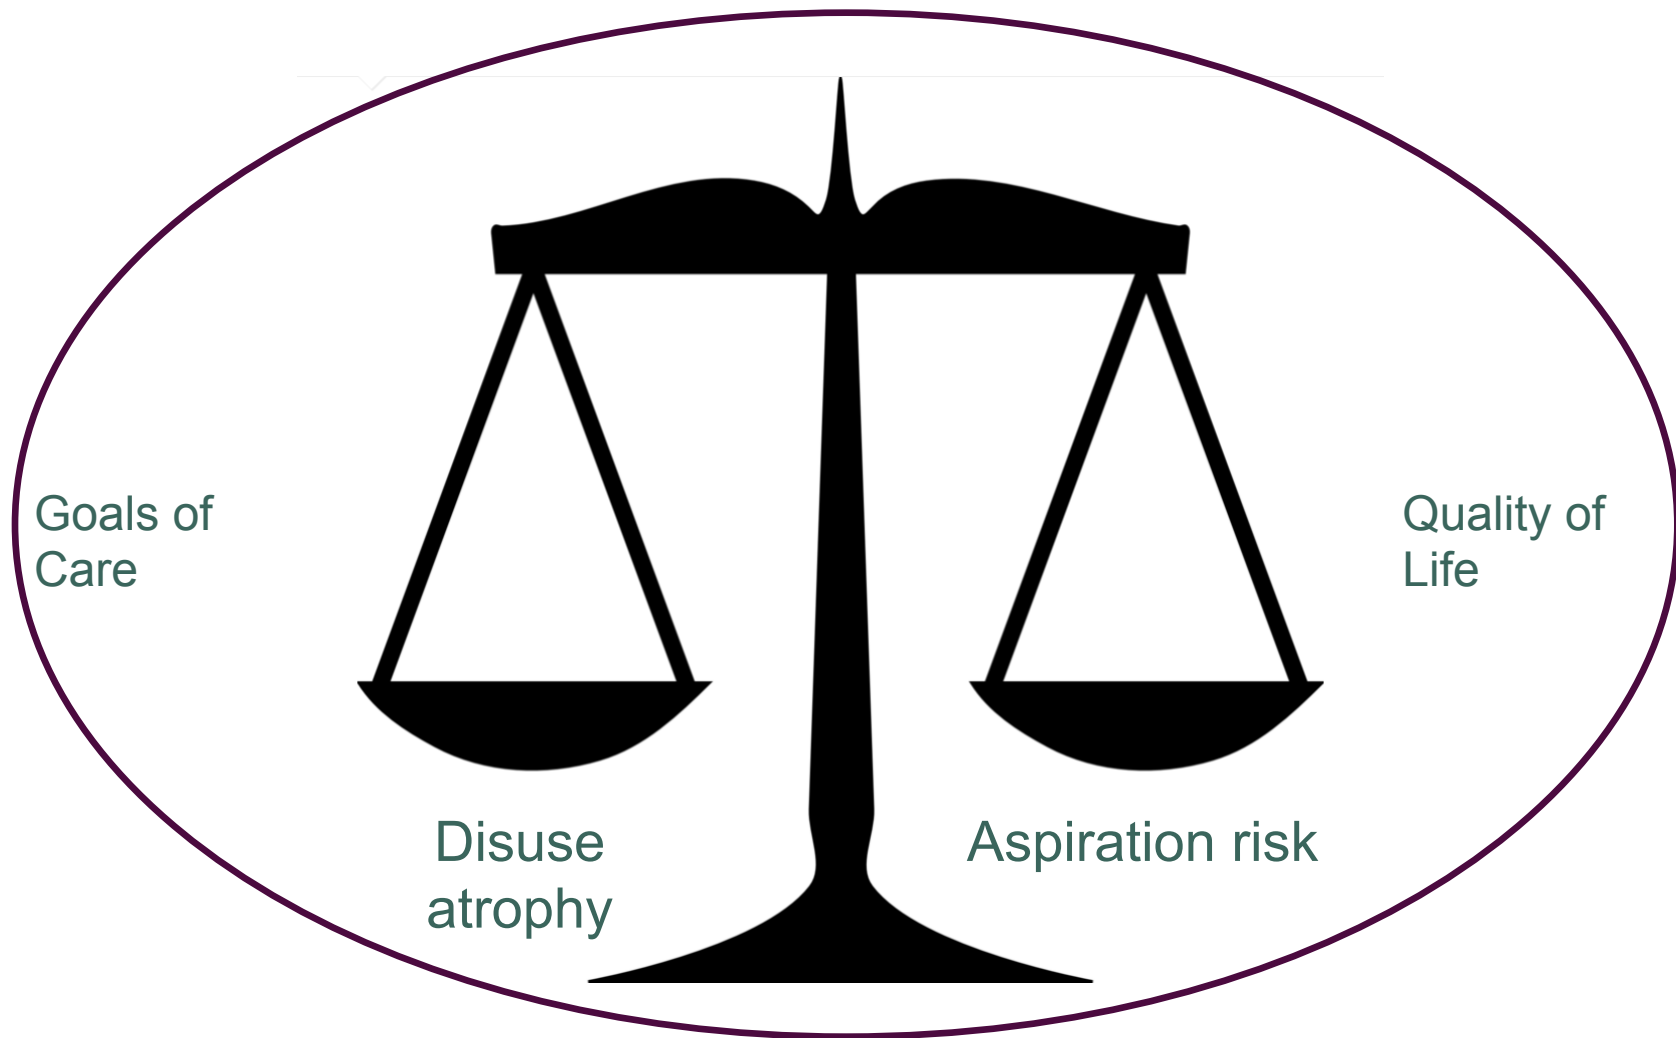 Goals of
Care
Quality of
Life
Disuse
atrophy
Aspiration risk